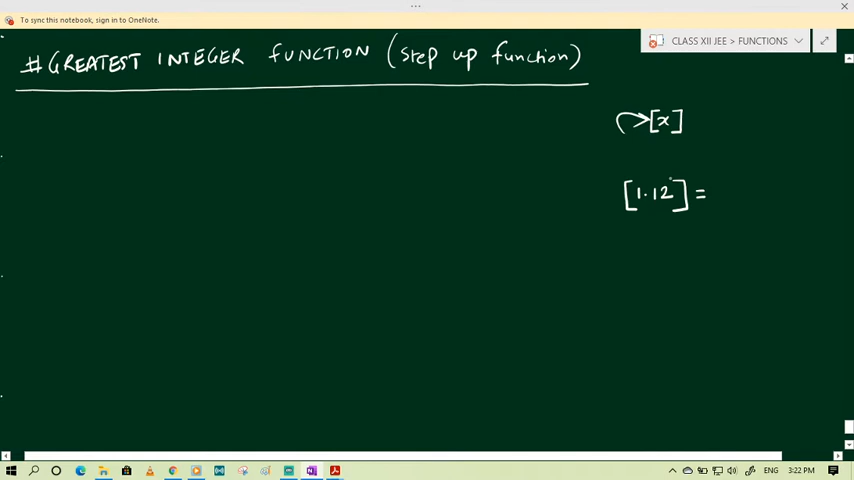 ...
To sync this notebook, sign in to OneNote.
CLASS XII JEE > FUNCTIONS
# GREATEST INTEGER FUNCTION (Step up function)
[x]
[1.12] =
ENG 3:22 PM